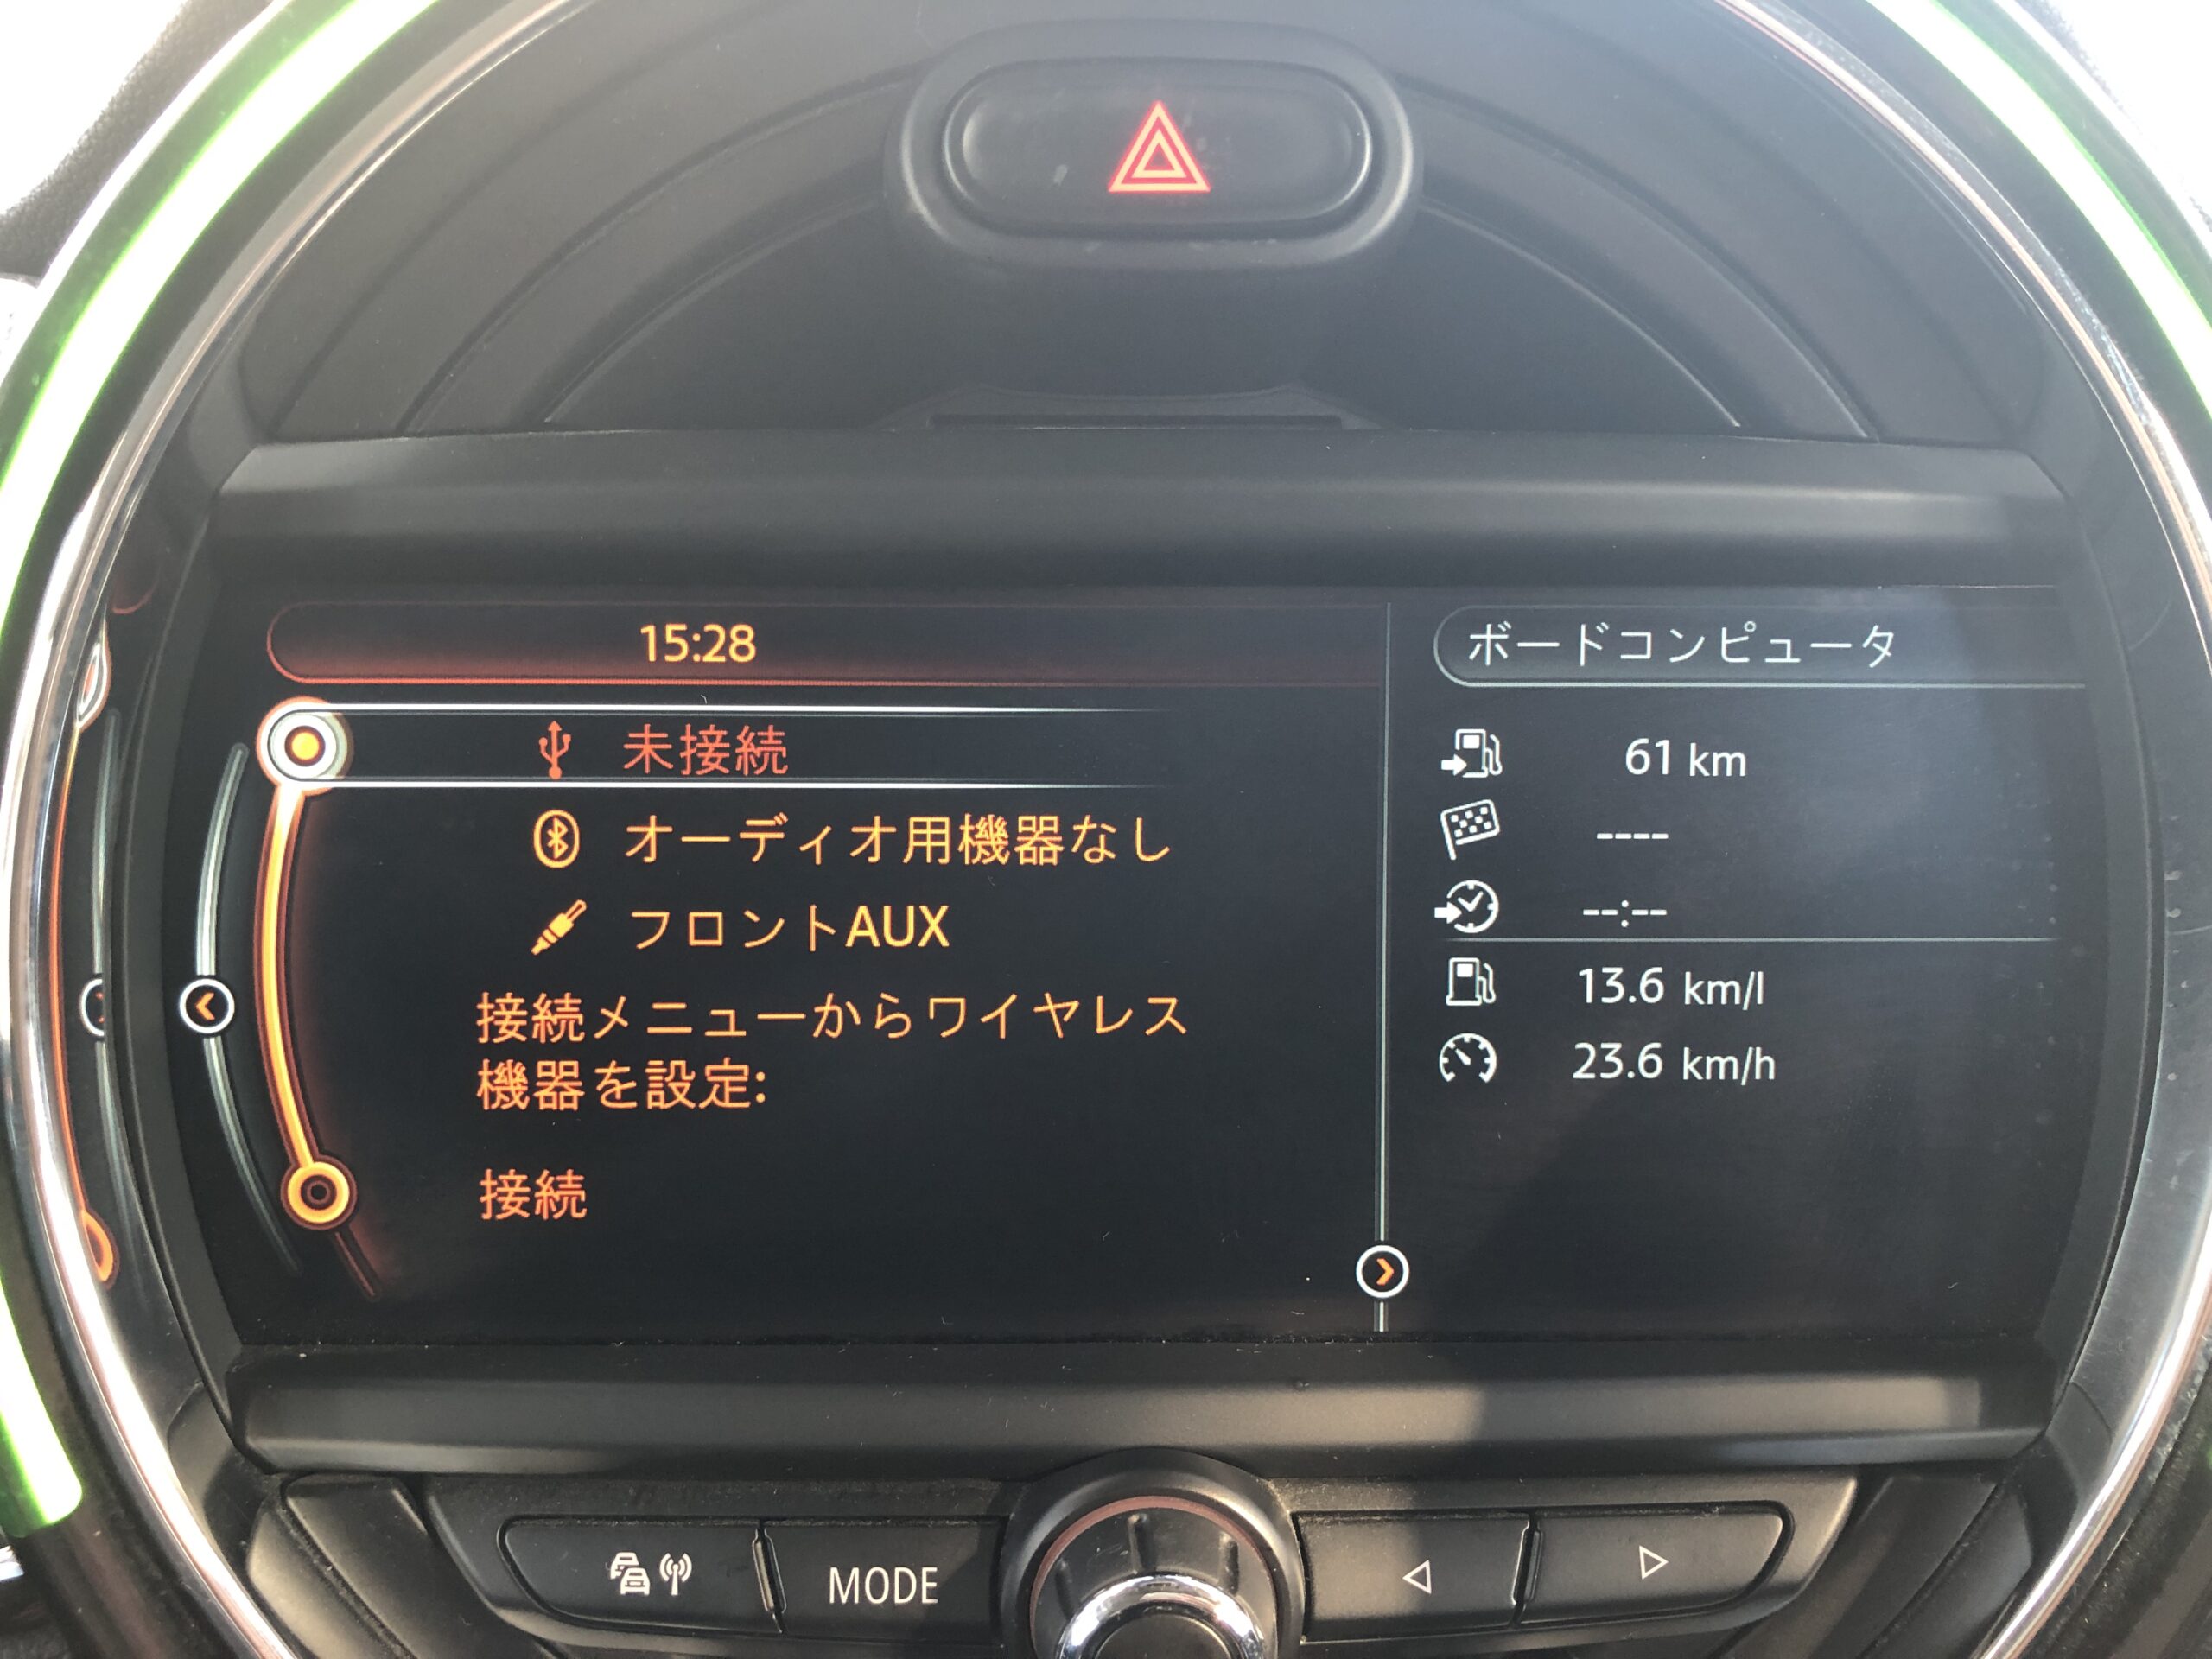 15:28
未接続
オーディオ用機器なし
フロントAUX
接続メニューからワイヤレス
機器を設定:
接続
ボードコンピュータ
61 km
----
--:--
13.6 km/l
23.6 km/h
MODE